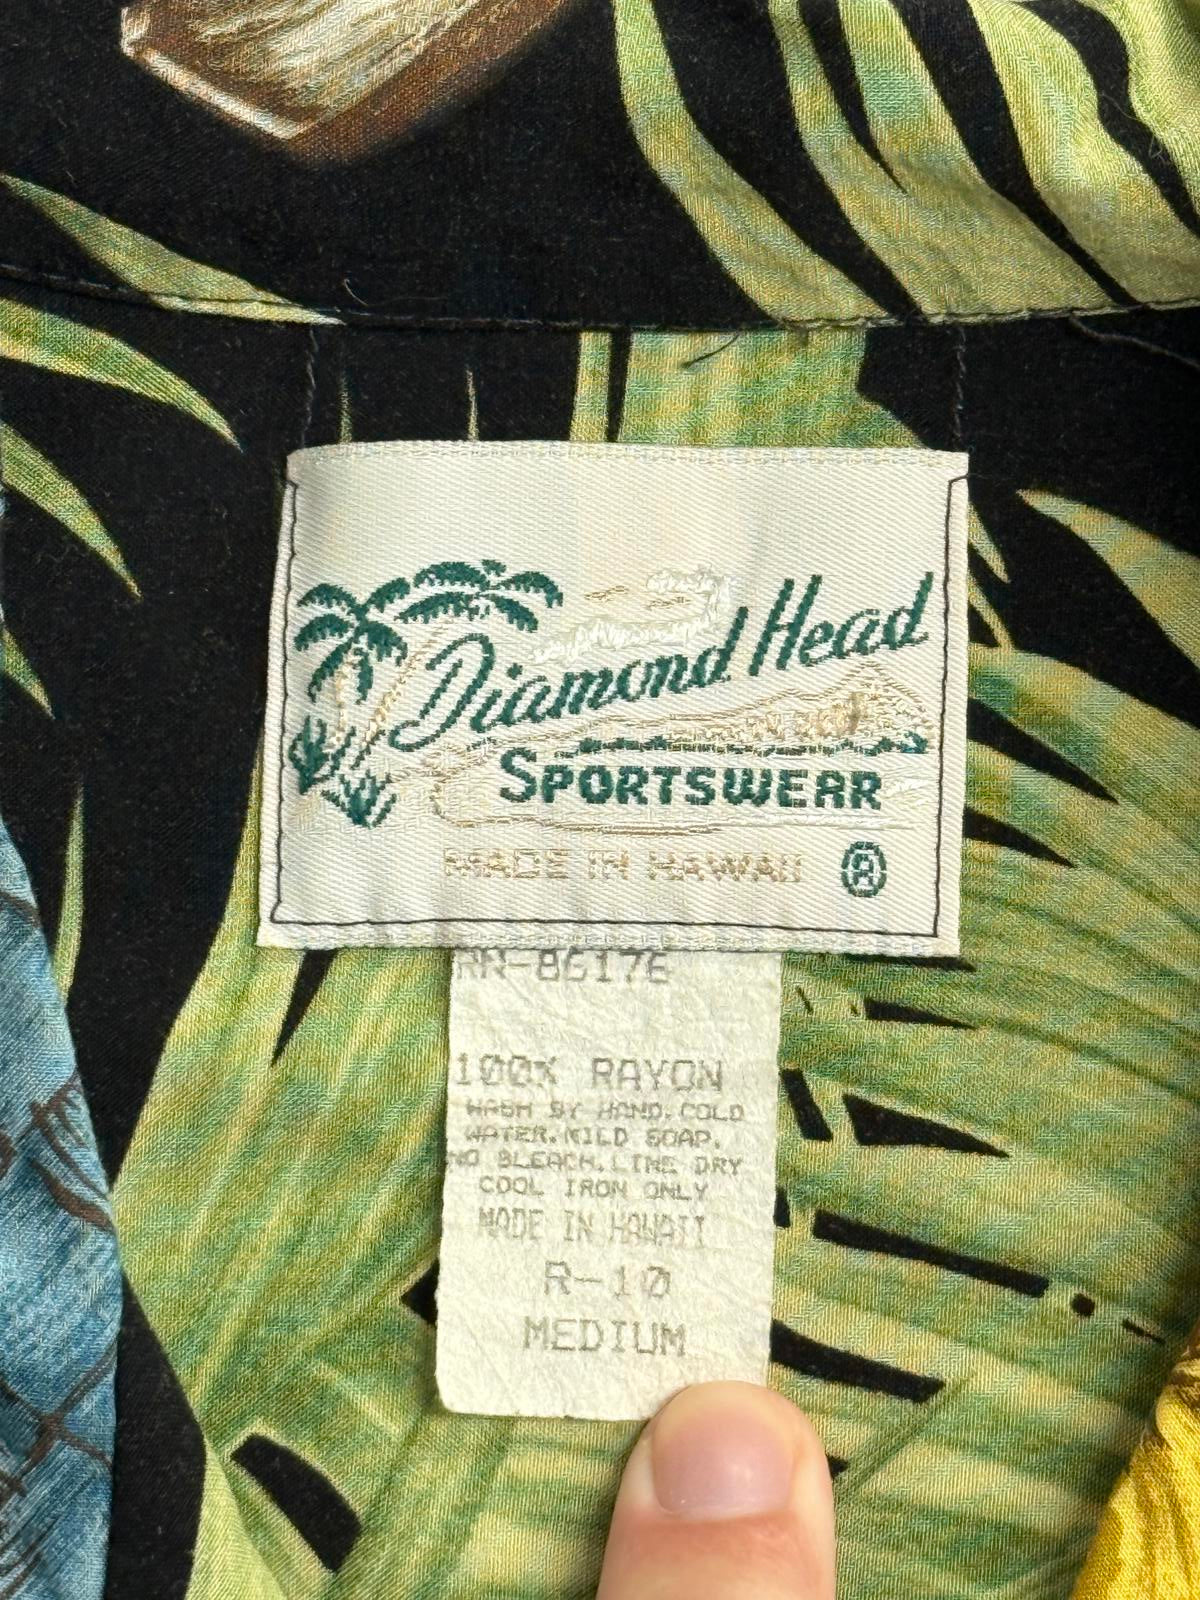 Diamond Head
SPORTSWEAR
MADE IN HAWAII ®
RN-86176
100% RAYON
WASH BY HAND. COLD
WATER. MILD SOAP.
NO BLEACH. LINE DRY
COOL IRON ONLY
MADE IN HAWAII
R-10
MEDIUM